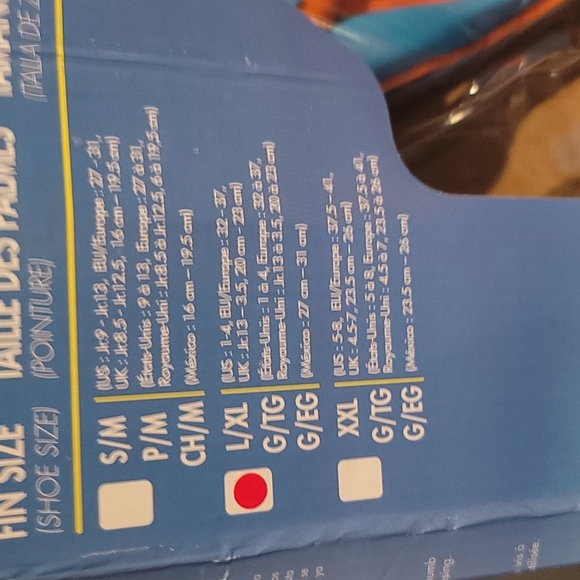 FIN SIZE TAILLE DES PALMES
(SHOE SIZE) (POINTURE) (TALLA DE
S/M
P/M
CH/M
(US : Jr.9 - Jr.13, EU/Europe : 27 - 31,
UK : Jr.8.5 - Jr.12.5, 16 cm - 19.5 cm)
(États-Unis : 9 à 13, Europe : 27 à 31,
Royaume-Uni : Jr.8.5 à Jr.12.5, 16 à 19,5 cm)
(México : 16 cm - 19.5 cm)
L/XL
G/TG
G/EG
(US : 1-4, EU/Europe : 32 - 37,
UK : Jr.13 - 3.5, 20 cm - 23 cm)
(États-Unis : 1 à 4, Europe : 32 à 37,
Royaume-Uni : Jr.13 à 3.5, 20 à 23 cm)
(México : 27 cm - 31 cm)
XXL
G/TG
G/EG
(US : 5-8, EU/Europe : 37.5 - 41,
UK : 4.5-7, 23.5 cm - 26 cm)
(États-Unis : 5 à 8, Europe : 37.5 à 41,
Royaume-Uni : 4.5 à 7, 23.5 à 26 cm)
(México : 23.5 cm - 26 cm)